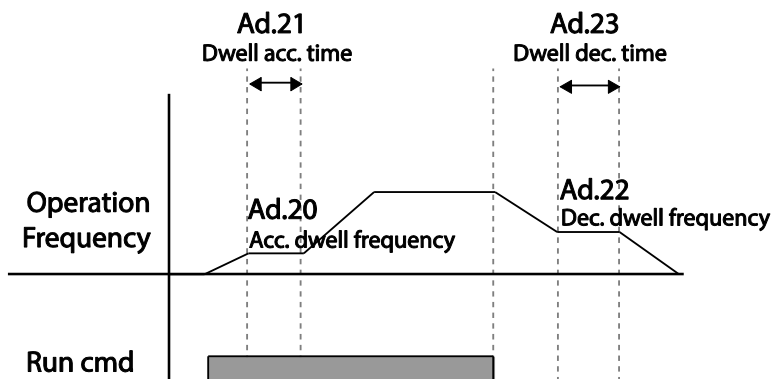 Ad.21
Dwell acc. time
Ad.23
Dwell dec. time
Operation
Frequency
Ad.20
Acc. dwell frequency
Ad.22
Dec. dwell frequency
Run cmd